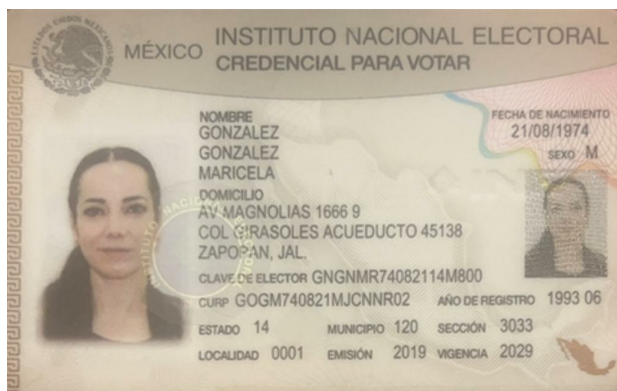 MÉXICO INSTITUTO NACIONAL ELECTORAL
CREDENCIAL PARA VOTAR
NOMBRE
GONZALEZ
GONZALEZ
MARICELA
FECHA DE NACIMIENTO
21/08/1974
SEXO M
DOMICILIO
AV MAGNOLIAS 1666 9
COL GIRASOLES ACUEDUCTO 45138
ZAPOPAN, JAL.
CLAVE DE ELECTOR GNGNMR74082114M800
CURP GOGM740821MJCNNR02 AÑO DE REGISTRO 1993 06
ESTADO 14 MUNICIPIO 120 SECCIÓN 3033
LOCALIDAD 0001 EMISIÓN 2019 VIGENCIA 2029